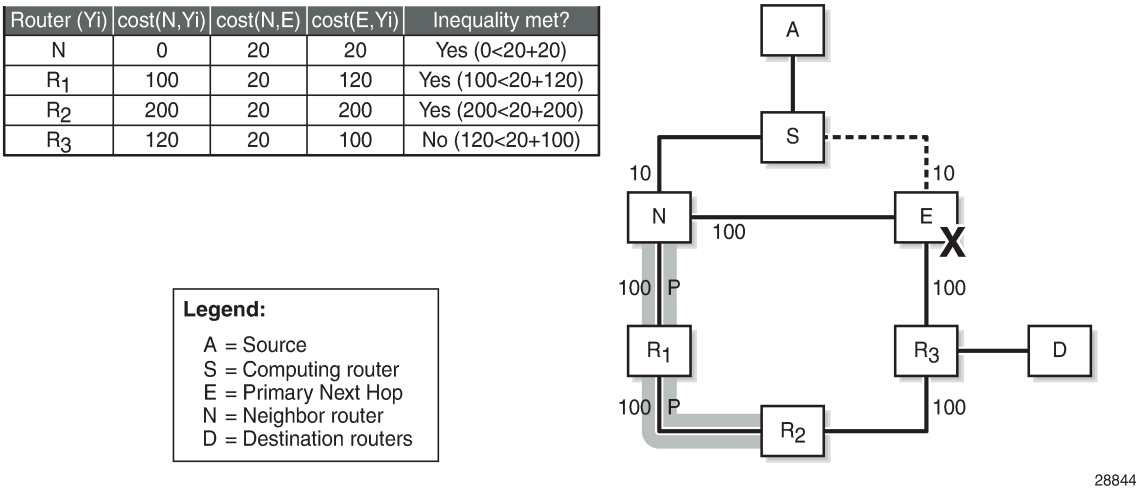 Router (Yi) cost(N,Yi) cost(N,E) cost(E,Yi) Inequality met?
N 0 20 20 Yes (0<20+20)
R1 100 20 120 Yes (100<20+120)
R2 200 20 200 Yes (200<20+200)
R3 120 20 100 No (120<20+100)
A
S
10 10
N E
100 X
100 P 100
R1 R3 D
100 P 100
R2
Legend:
A = Source
S = Computing router
E = Primary Next Hop
N = Neighbor router
D = Destination routers
28844